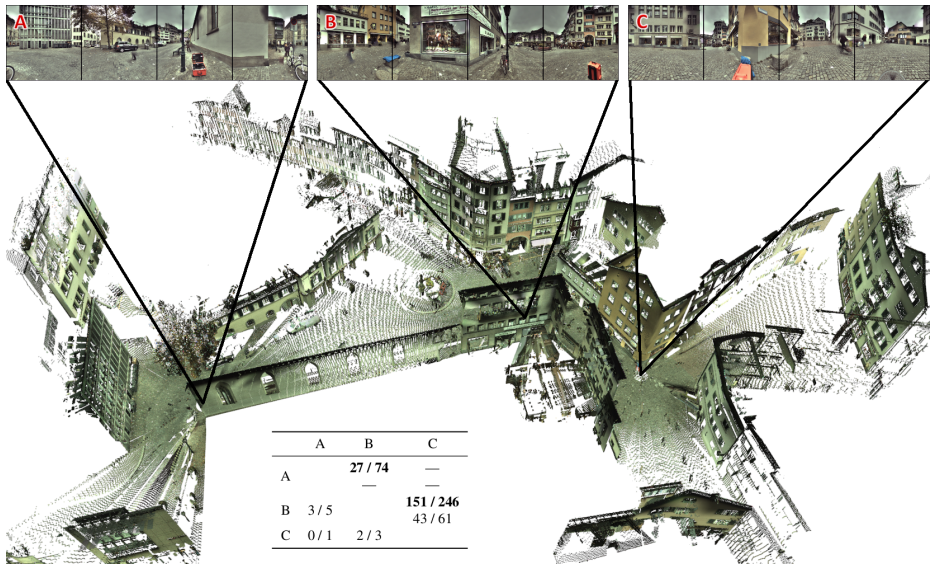 A
B
C
A B C
27 / 74 —
A
— —
151 / 246
B 3 / 5
43 / 61
C 0 / 1 2 / 3